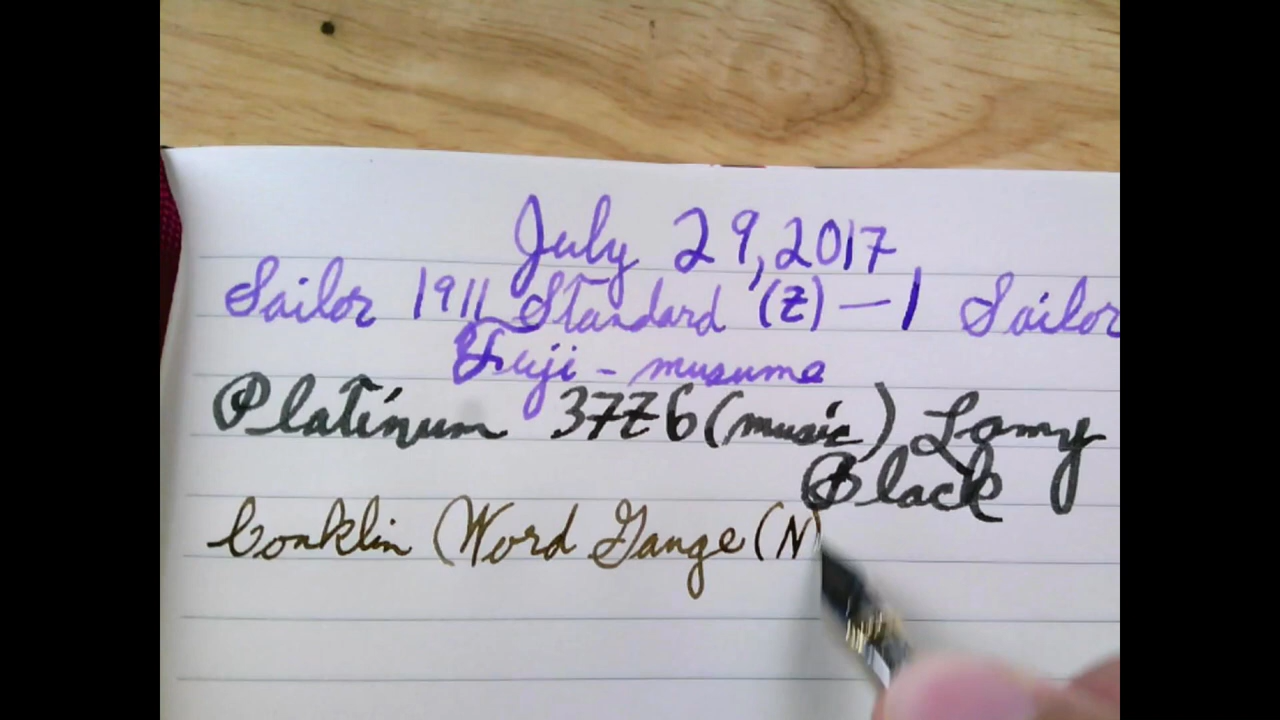 July 29, 2017
Sailor 1911 Standard (Z) - 1 Sailor
Fuji - musume
Platinum 3776 (music) Lamy
Black
Conklin Word Gauge (N)